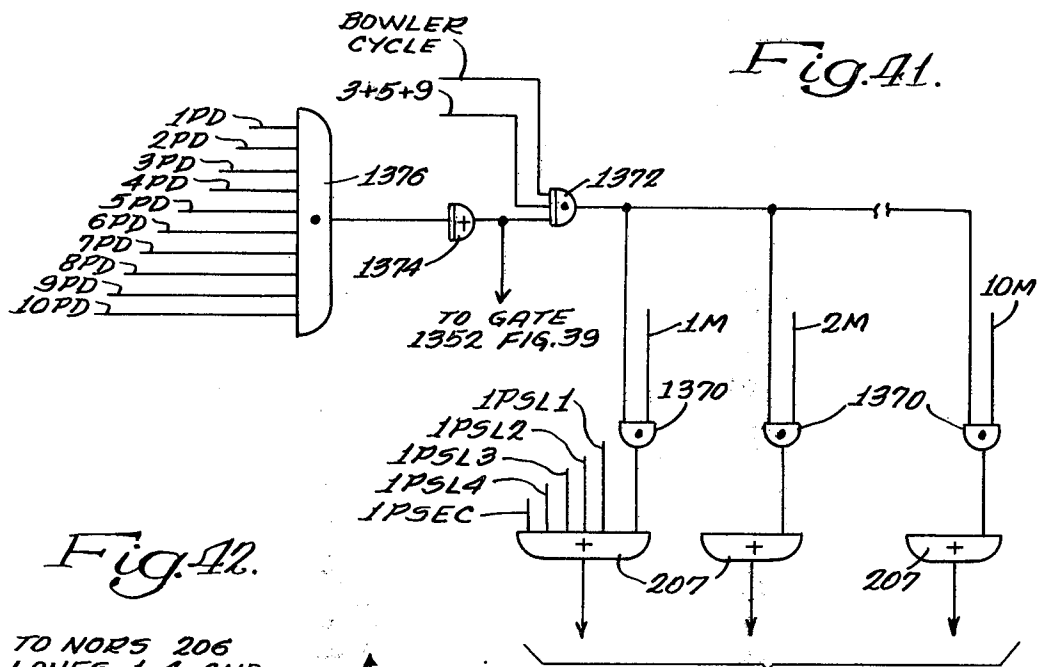 BOWLER
CYCLE
3+5+9
Fig. 41.
1PD
2PD
3PD
4PD
5PD
6PD
7PD
8PD
9PD
10PD
1376
1374
1372
TO GATE
1352 FIG.39
1M
2M
10M
1370
1370
1PSL1
1PSL2
1PSL3
1PSL4
1PSEC
207
207
Fig. 42.
TO NORS 206